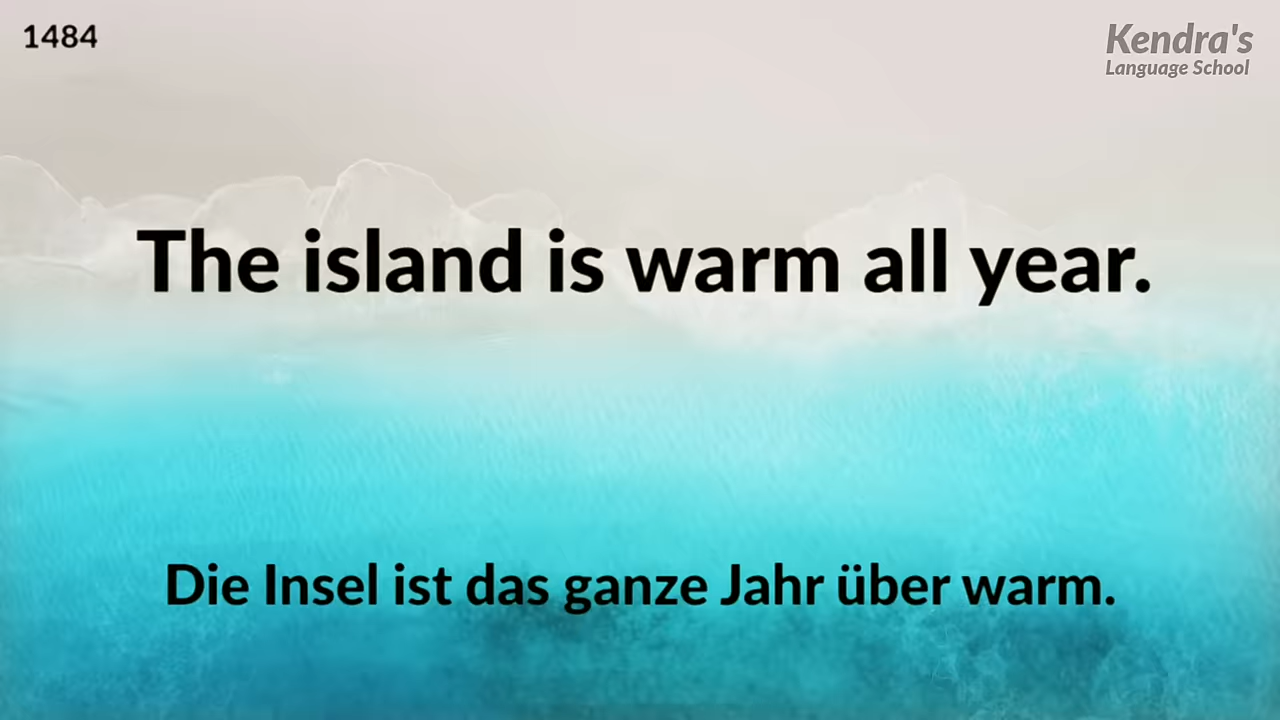 1484
Kendra's
Language School
The island is warm all year.
Die Insel ist das ganze Jahr über warm.